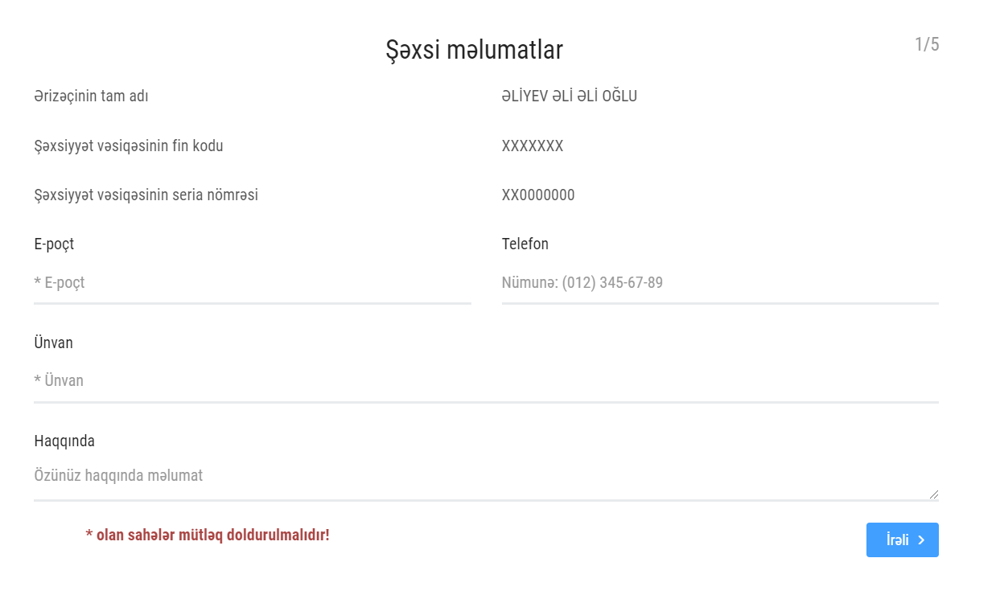 Şəxsi məlumatlar
1/5
Ərizəçinin tam adı
ƏLİYEV ƏLİ ƏLİ OĞLU
Şəxsiyyət vəsiqəsinin fin kodu
XXXXXXX
Şəxsiyyət vəsiqəsinin seria nömrəsi
XX0000000
E-poçt
Telefon
* E-poçt
Nümunə: (012) 345-67-89
Ünvan
* Ünvan
Haqqında
Özünüz haqqında məlumat
* olan sahələr mütləq doldurulmalıdır!
İrəli